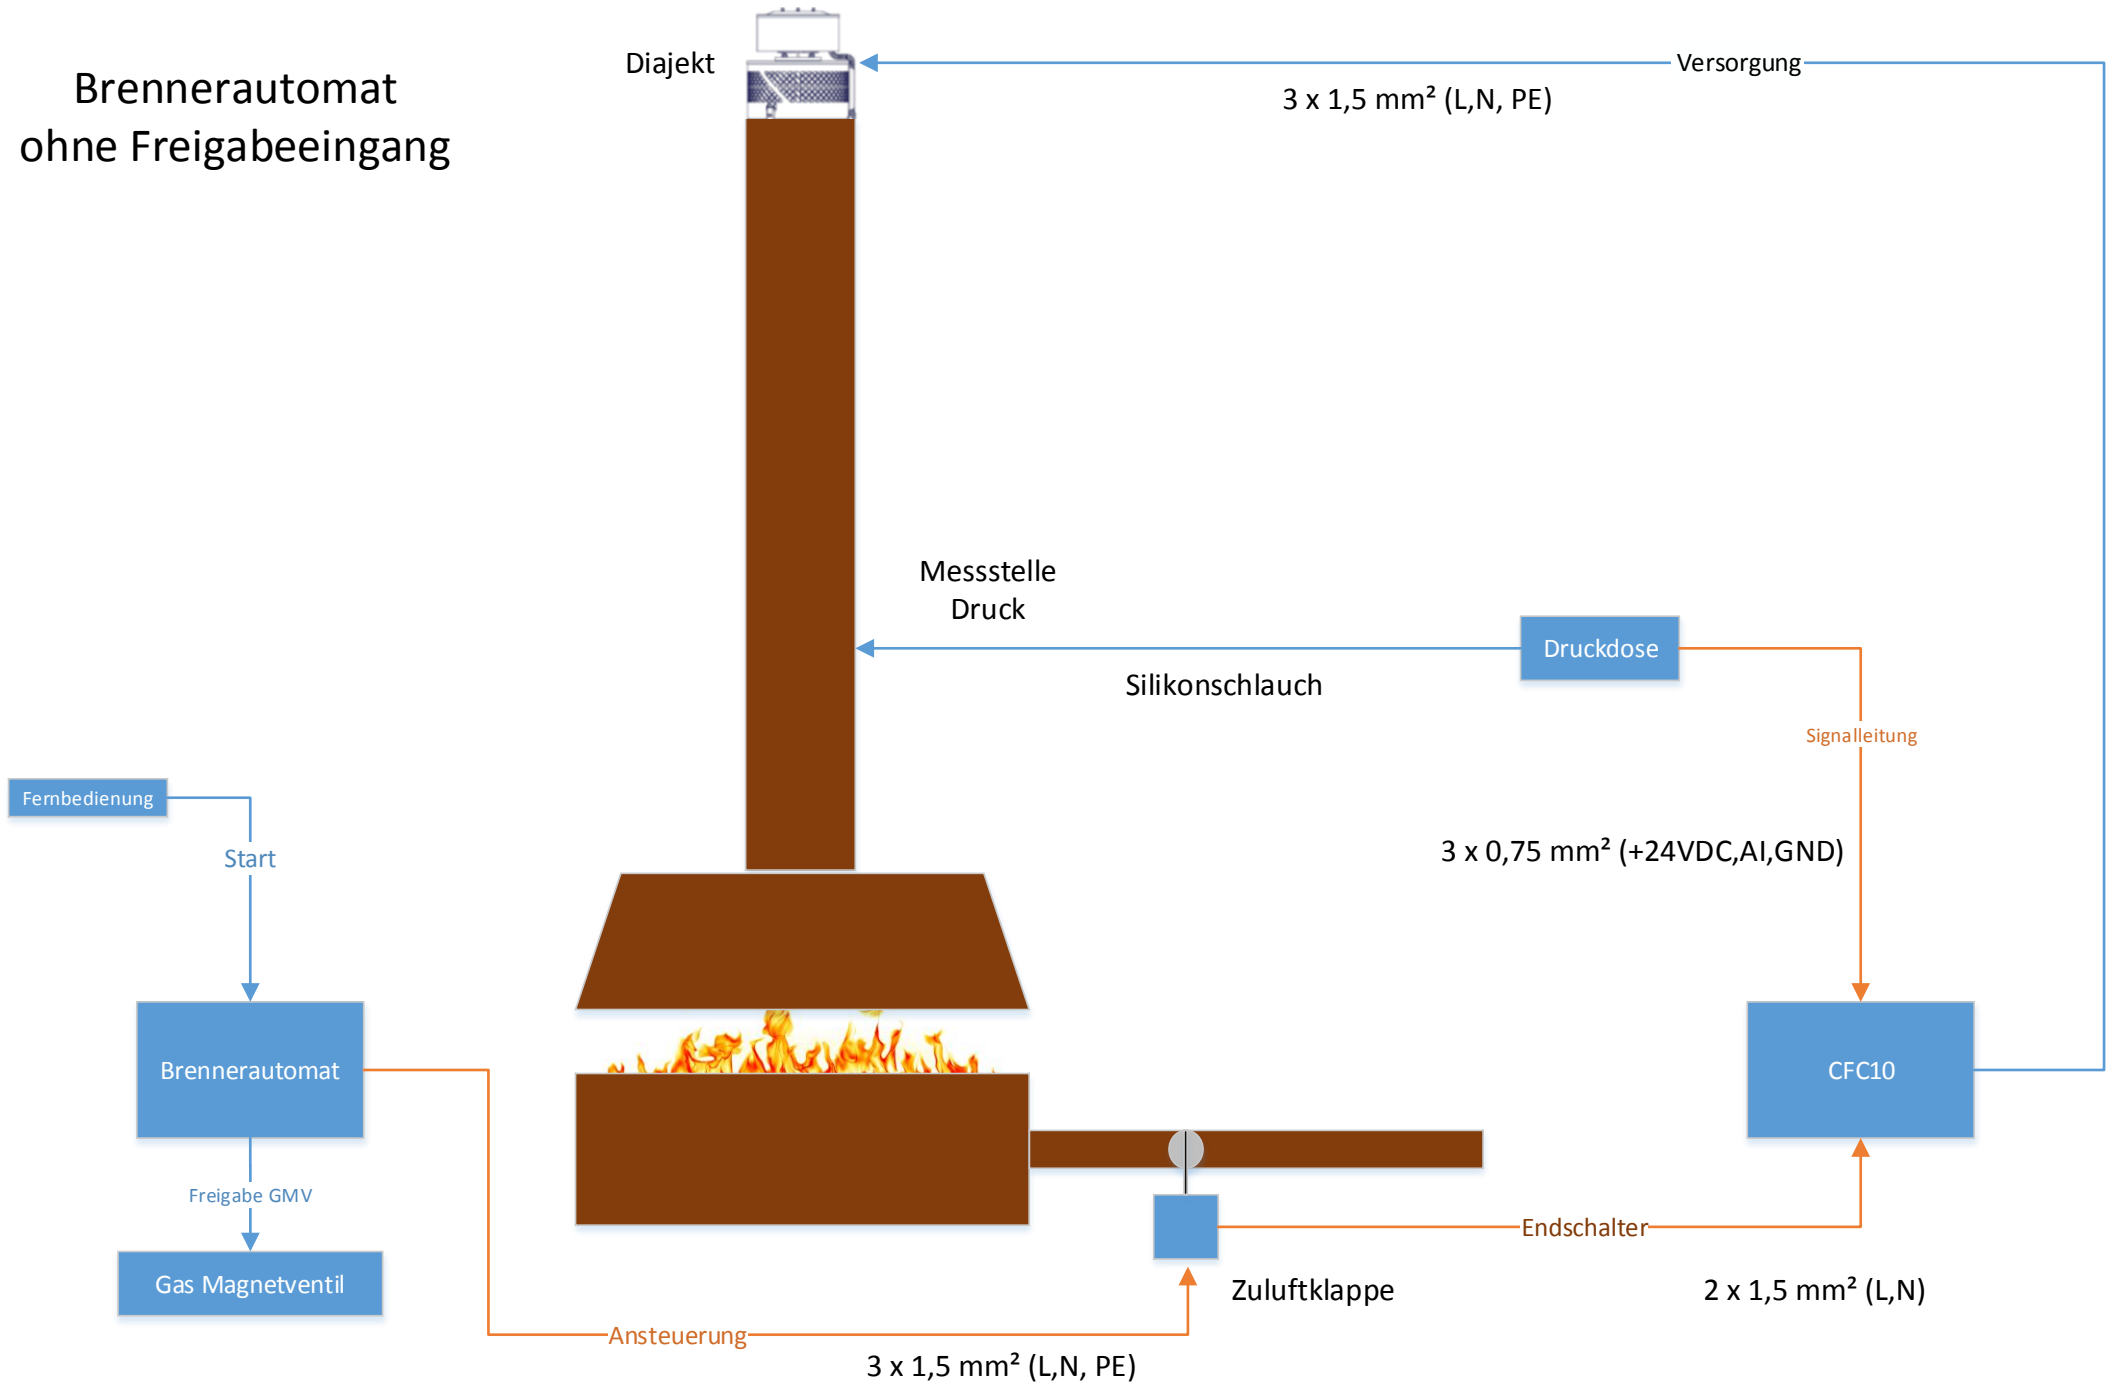 Brennerautomat
ohne Freigabeeingang
Diajekt
Versorgung
3 x 1,5 mm² (L,N, PE)
Messstelle
Druck
Druckdose
Silikonschlauch
Signalleitung
Fernbedienung
Start
3 x 0,75 mm² (+24VDC,AI,GND)
Brennerautomat
CFC10
Freigabe GMV
Endschalter
Gas Magnetventil
Zuluftklappe
2 x 1,5 mm² (L,N)
Ansteuerung
3 x 1,5 mm² (L,N, PE)